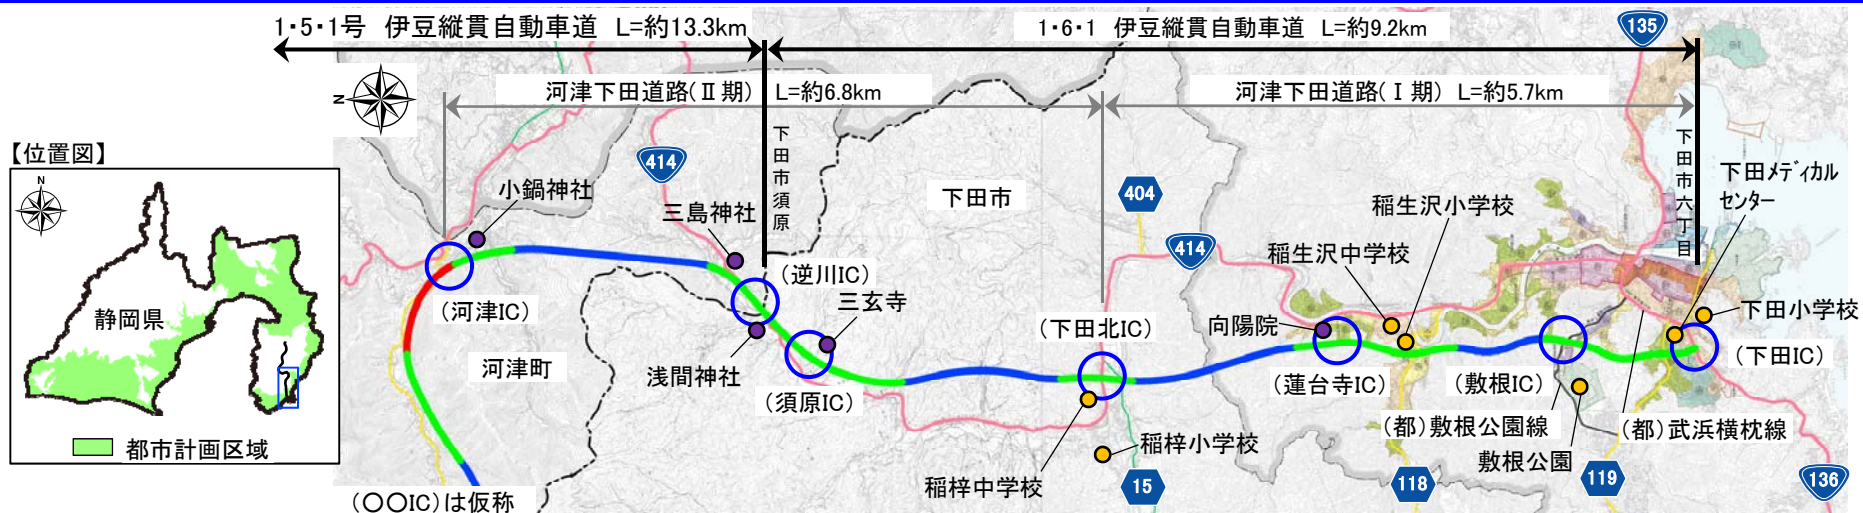 1・5・1号 伊豆縦貫自動車道 L=約13.3km
1・6・1 伊豆縦貫自動車道 L=約9.2km
135
河津下田道路(Ⅱ期) L=約6.8km
河津下田道路(Ⅰ期) L=約5.7km
N
【位置図】
N
静岡県
都市計画区域
小鍋神社
414
三島神社
下田市須原
下田市
404
414
稲生沢小学校
稲生沢中学校
下田市六丁目
下田メディカル
センター
(河津IC)
(逆川IC)
三玄寺
(下田北IC)
向陽院
下田小学校
河津町
浅間神社
(須原IC)
(蓮台寺IC)
(敷根IC)
(下田IC)
(都)敷根公園線
(都)武浜横枕線
敷根公園
稲梓小学校
稲梓中学校
15
118
119
136
(○○IC)は仮称